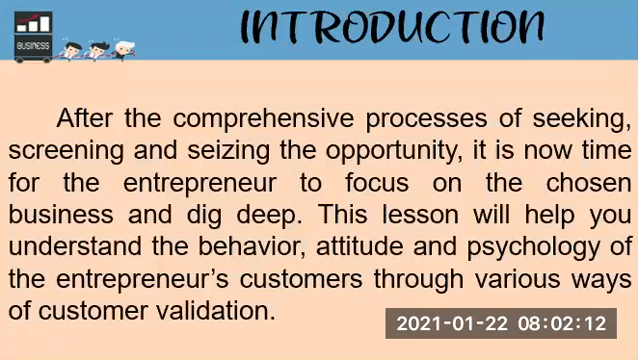 INTRODUCTION
BUSINESS
After the comprehensive processes of seeking,
screening and seizing the opportunity, it is now time
for the entrepreneur to focus on the chosen
business and dig deep. This lesson will help you
understand the behavior, attitude and psychology of
the entrepreneur's customers through various ways
of customer validation.
2021-01-22 08:02:12